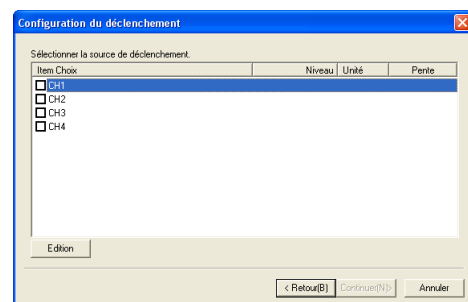 Configuration du déclenchement
Sélectionner la source de déclenchement.
Item Choix Niveau Unité Pente
CH1
CH2
CH3
CH4
Edition
< Retour(B) Continuer(N)> Annuler